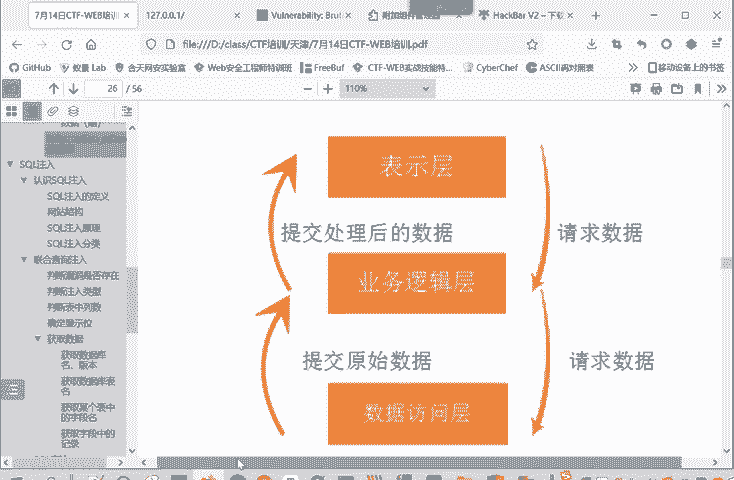 7月14日CTF-WEB培训
127.0.0.1/
Vulnerability: Brut
附加组件管理器
HackBar V2 – 下载
file:///D:/class/CTF培训/天津/7月14日CTF-WEB培训.pdf
GitHub
Lab
合天网安实验室
Web安全工程师特训班
FreeBuf
CTF-WEB实战技能特...
CyberChef
ASCII码对照表
移动设备上的书签
26 / 56
110%
SQL注入
认识SQL注入
SQL注入的定义
网站结构
SQL注入原理
SQL注入分类
联合查询注入
判断漏洞是否存在
判断注入类型
判断表中列数
确定显示位
获取数据
获取数据库
名、版本
获取数据库表
名
获取某个表中
的字段名
获取字段中的
记录
表示层
提交处理后的数据
请求数据
业务逻辑层
提交原始数据
请求数据
数据访问层